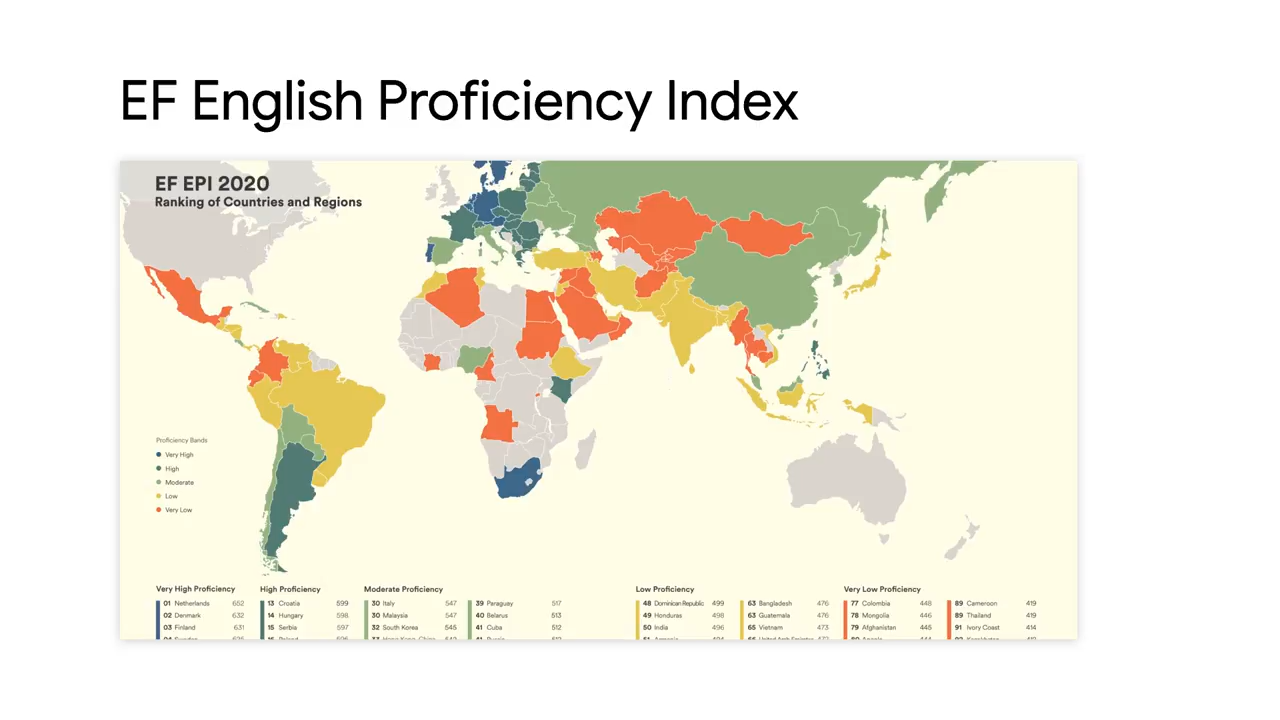 EF English Proficiency Index
EF EPI 2020
Ranking of Countries and Regions
Proficiency Bands
Very High
High
Moderate
Low
Very Low
Very High Proficiency
01 Netherlands 652
02 Denmark 632
03 Finland 631
High Proficiency
13 Croatia 599
14 Hungary 598
15 Serbia 597
Moderate Proficiency
30 Italy 547
30 Malaysia 547
32 South Korea 545
39 Paraguay 517
40 Belarus 513
41 Cuba 512
Low Proficiency
48 Dominican Republic 499
49 Honduras 498
50 India 496
63 Bangladesh 476
63 Guatemala 476
65 Vietnam 473
Very Low Proficiency
77 Colombia 448
78 Mongolia 446
79 Afghanistan 445
89 Cameroon 419
89 Thailand 419
91 Ivory Coast 414